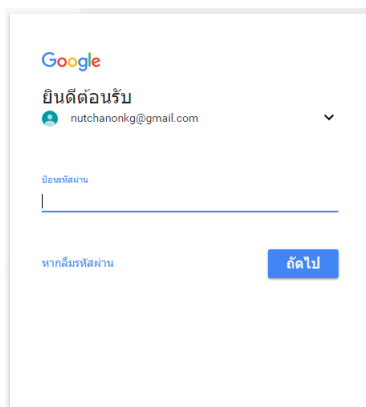 Google
ยินดีต้อนรับ
nutchanonkg@gmail.com
ป้อนรหัสผ่าน
หากลืมรหัสผ่าน
ถัดไป